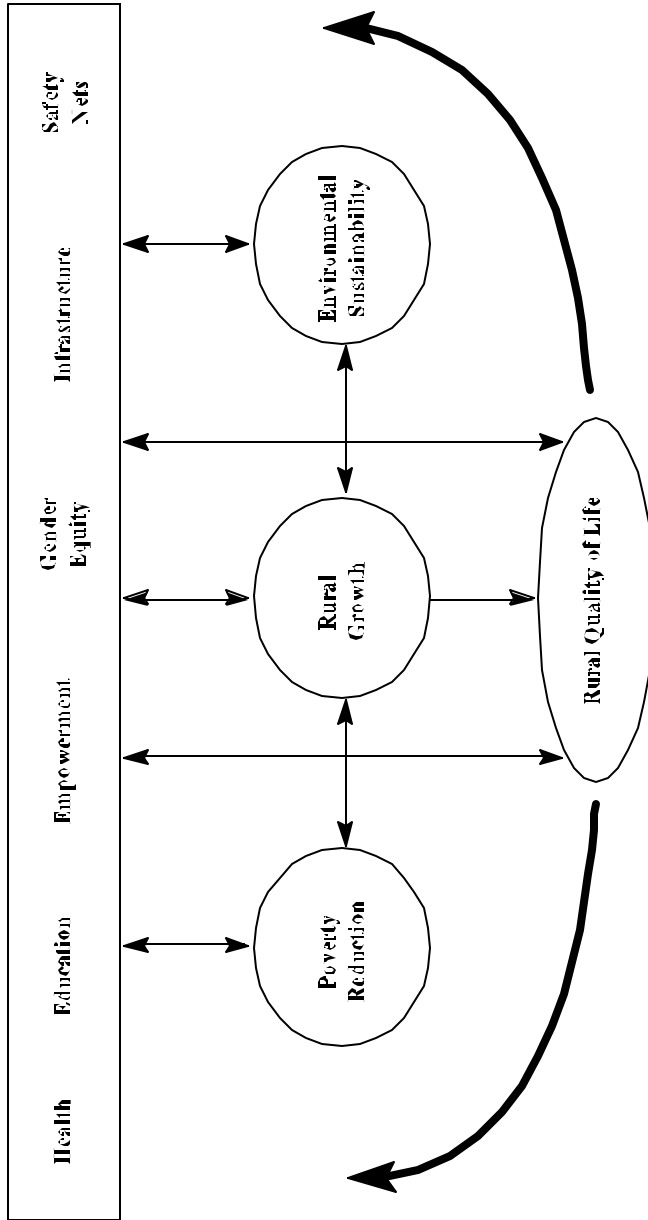 Health
Education
Empowerment
Gender
Equity
Infrastructure
Safety
Nets
Poverty
Reduction
Rural
Growth
Environmental
Sustainability
Rural Quality of Life